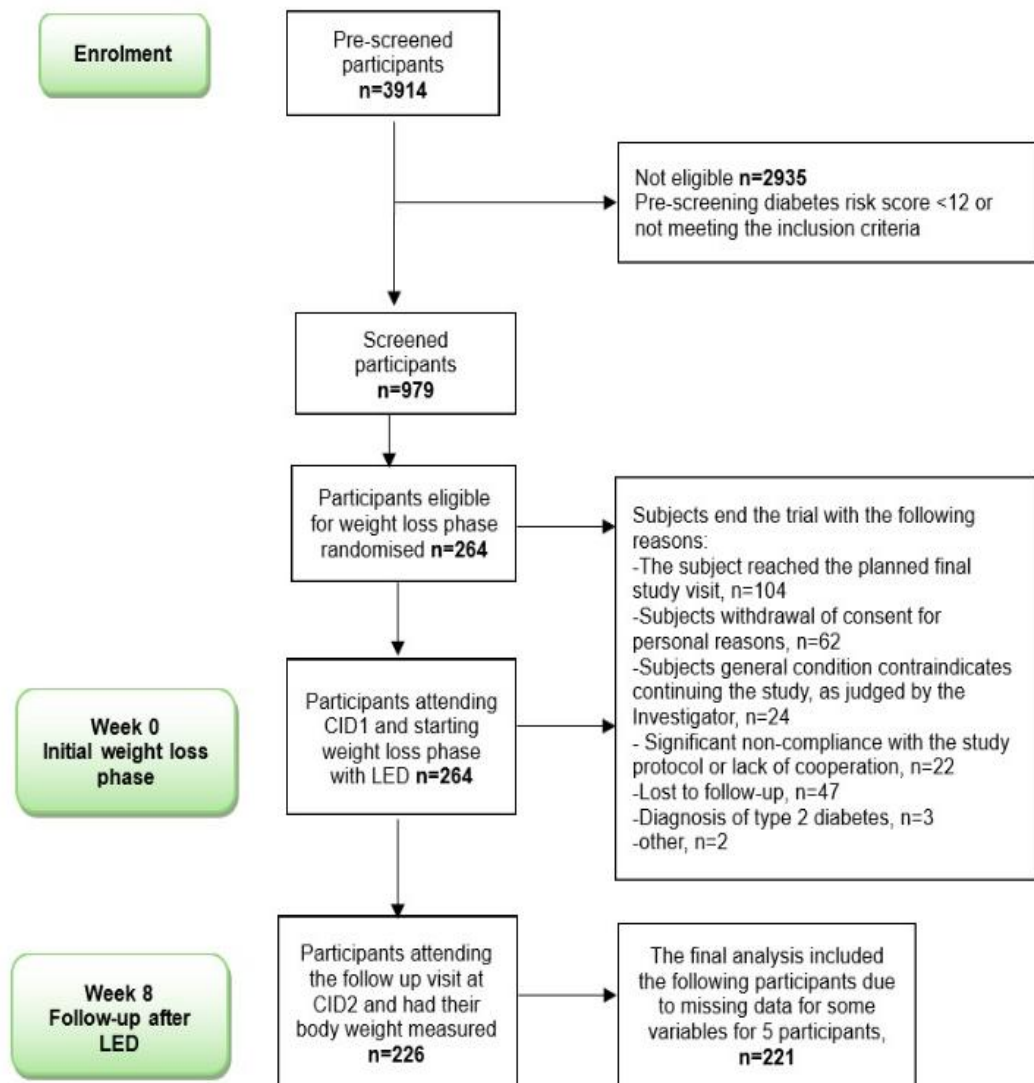 Enrolment
Pre-screened
participants
n=3914
Not eligible n=2935
Pre-screening diabetes risk score <12 or
not meeting the inclusion criteria
Screened
participants
n=979
Participants eligible
for weight loss phase
randomised n=264
Subjects end the trial with the following
reasons:
-The subject reached the planned final
study visit, n=104
-Subjects withdrawal of consent for
personal reasons, n=62
-Subjects general condition contraindicates
continuing the study, as judged by the
Investigator, n=24
- Significant non-compliance with the study
protocol or lack of cooperation, n=22
-Lost to follow-up, n=47
-Diagnosis of type 2 diabetes, n=3
-other, n=2
Week 0
Initial weight loss
phase
Participants attending
CID1 and starting
weight loss phase
with LED n=264
Week 8
Follow-up after
LED
Participants attending
the follow up visit at
CID2 and had their
body weight measured
n=226
The final analysis included
the following participants due
to missing data for some
variables for 5 participants,
n=221